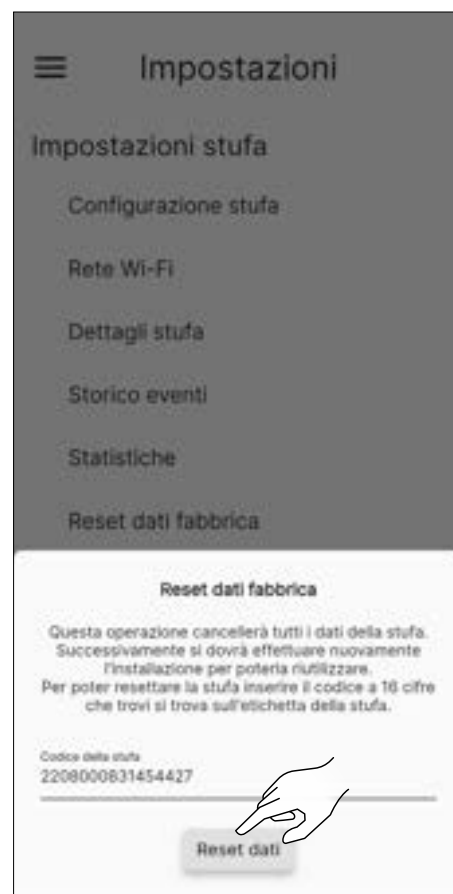 Impostazioni
Impostazioni stufa
Configurazione stufa
Rete Wi-Fi
Dettagli stufa
Storico eventi
Statistiche
Reset dati fabbrica
Reset dati fabbrica
Questa operazione cancellerà tutti i dati della stufa.
Successivamente si dovrà effettuare nuovamente
l'installazione per poterla riutilizzare.
Per poter resettare la stufa inserire il codice a 16 cifre
che trovi si trova sull'etichetta della stufa.
Codice della stufa
2208000831454427
Reset dati